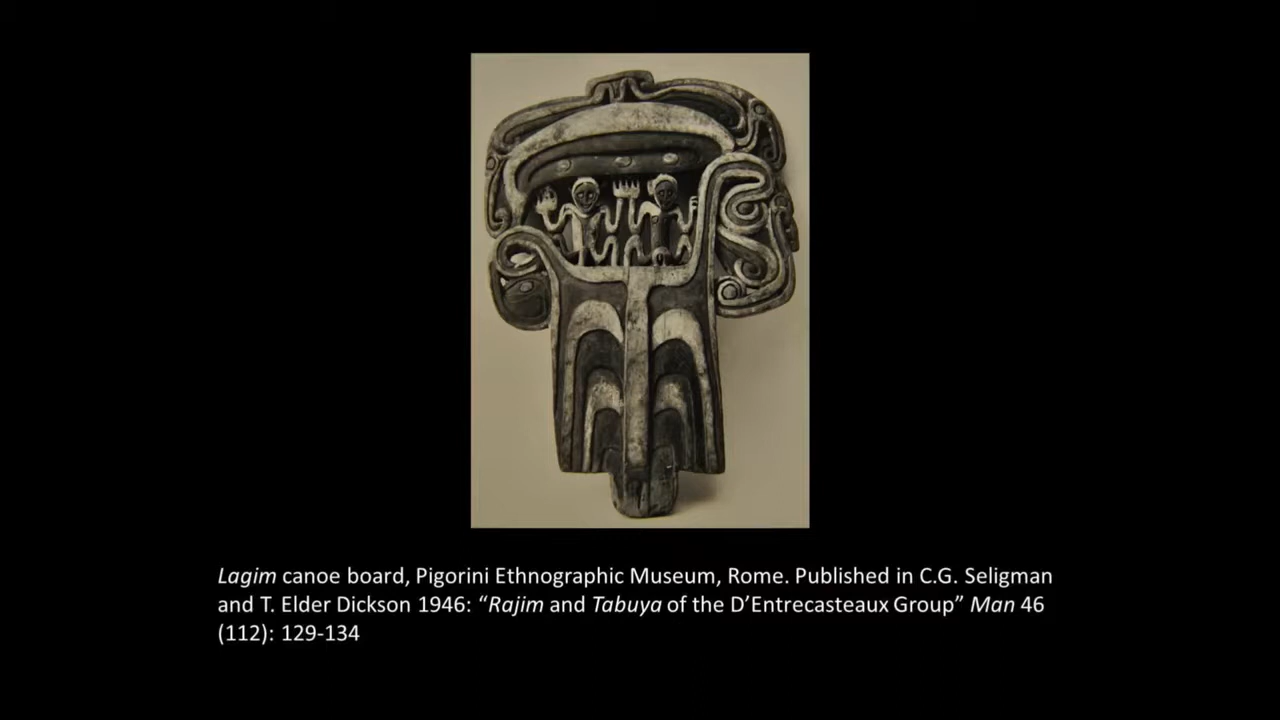 Lagim canoe board, Pigorini Ethnographic Museum, Rome. Published in C.G. Seligman
and T. Elder Dickson 1946: “Rajim and Tabuya of the D’Entrecasteaux Group” Man 46
(112): 129-134